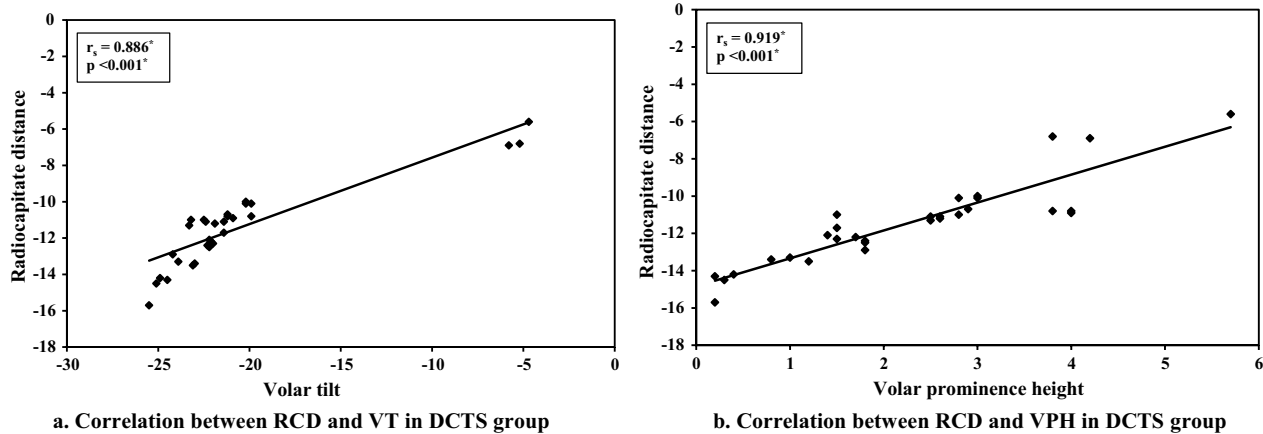 0
-2
-4
-6
-8
-10
-12
-14
-16
-18
Radiocapitate distance
rs = 0.886*
p <0.001*
-30 -25 -20 -15 -10 -5 0
Volar tilt
a. Correlation between RCD and VT in DCTS group
0
-2
-4
-6
-8
-10
-12
-14
-16
-18
Radiocapitate distance
rs = 0.919*
p <0.001*
0 1 2 3 4 5 6
Volar prominence height
b. Correlation between RCD and VPH in DCTS group